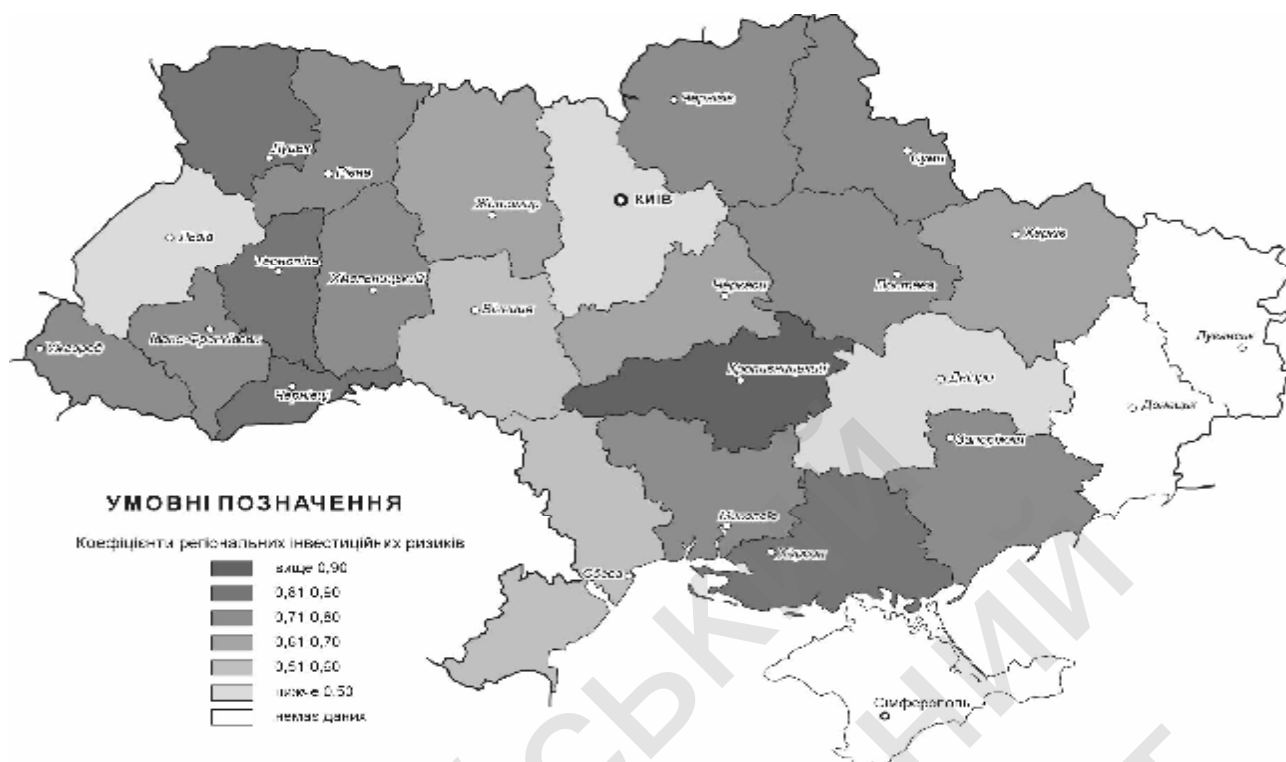 Чернігів
Суми
Луцьк
Рівне
Житомир
КИЇВ
Львів
Харків
Тернопіль
Хмельницький
Вінниця
Черкаси
Полтава
Івано-Франківськ
Ужгород
Чернівці
Кропивницький
Дніпро
Луганськ
Донецьк
Запоріжжя
Миколаїв
Херсон
Одеса
Сімферополь
УМОВНІ ПОЗНАЧЕННЯ
Коефіцієнти регіональних інвестиційних ризиків
вище 0,90
0,81-0,90
0,71-0,80
0,61-0,70
0,51-0,60
нижче 0,50
немає даних